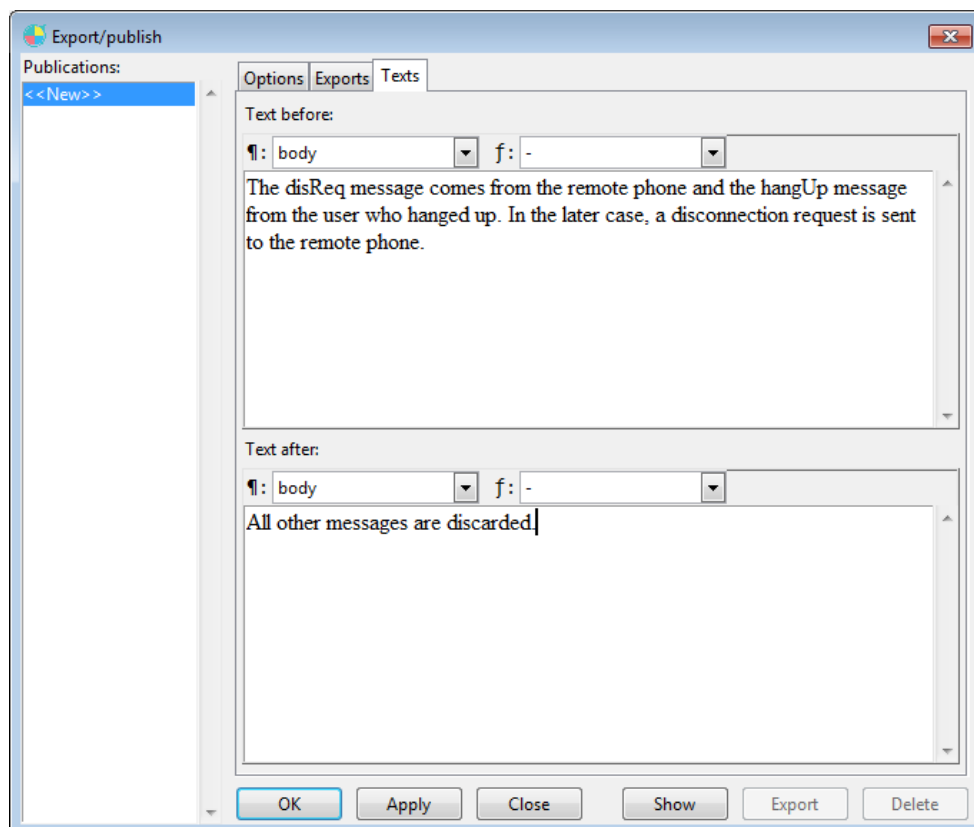 Export/publish
Publications:
<<New>>
Options Exports Texts
Text before:
¶: body ƒ: -
The disReq message comes from the remote phone and the hangUp message
from the user who hanged up. In the later case, a disconnection request is sent
to the remote phone.
Text after:
¶: body ƒ: -
All other messages are discarded.
OK Apply Close Show Export Delete